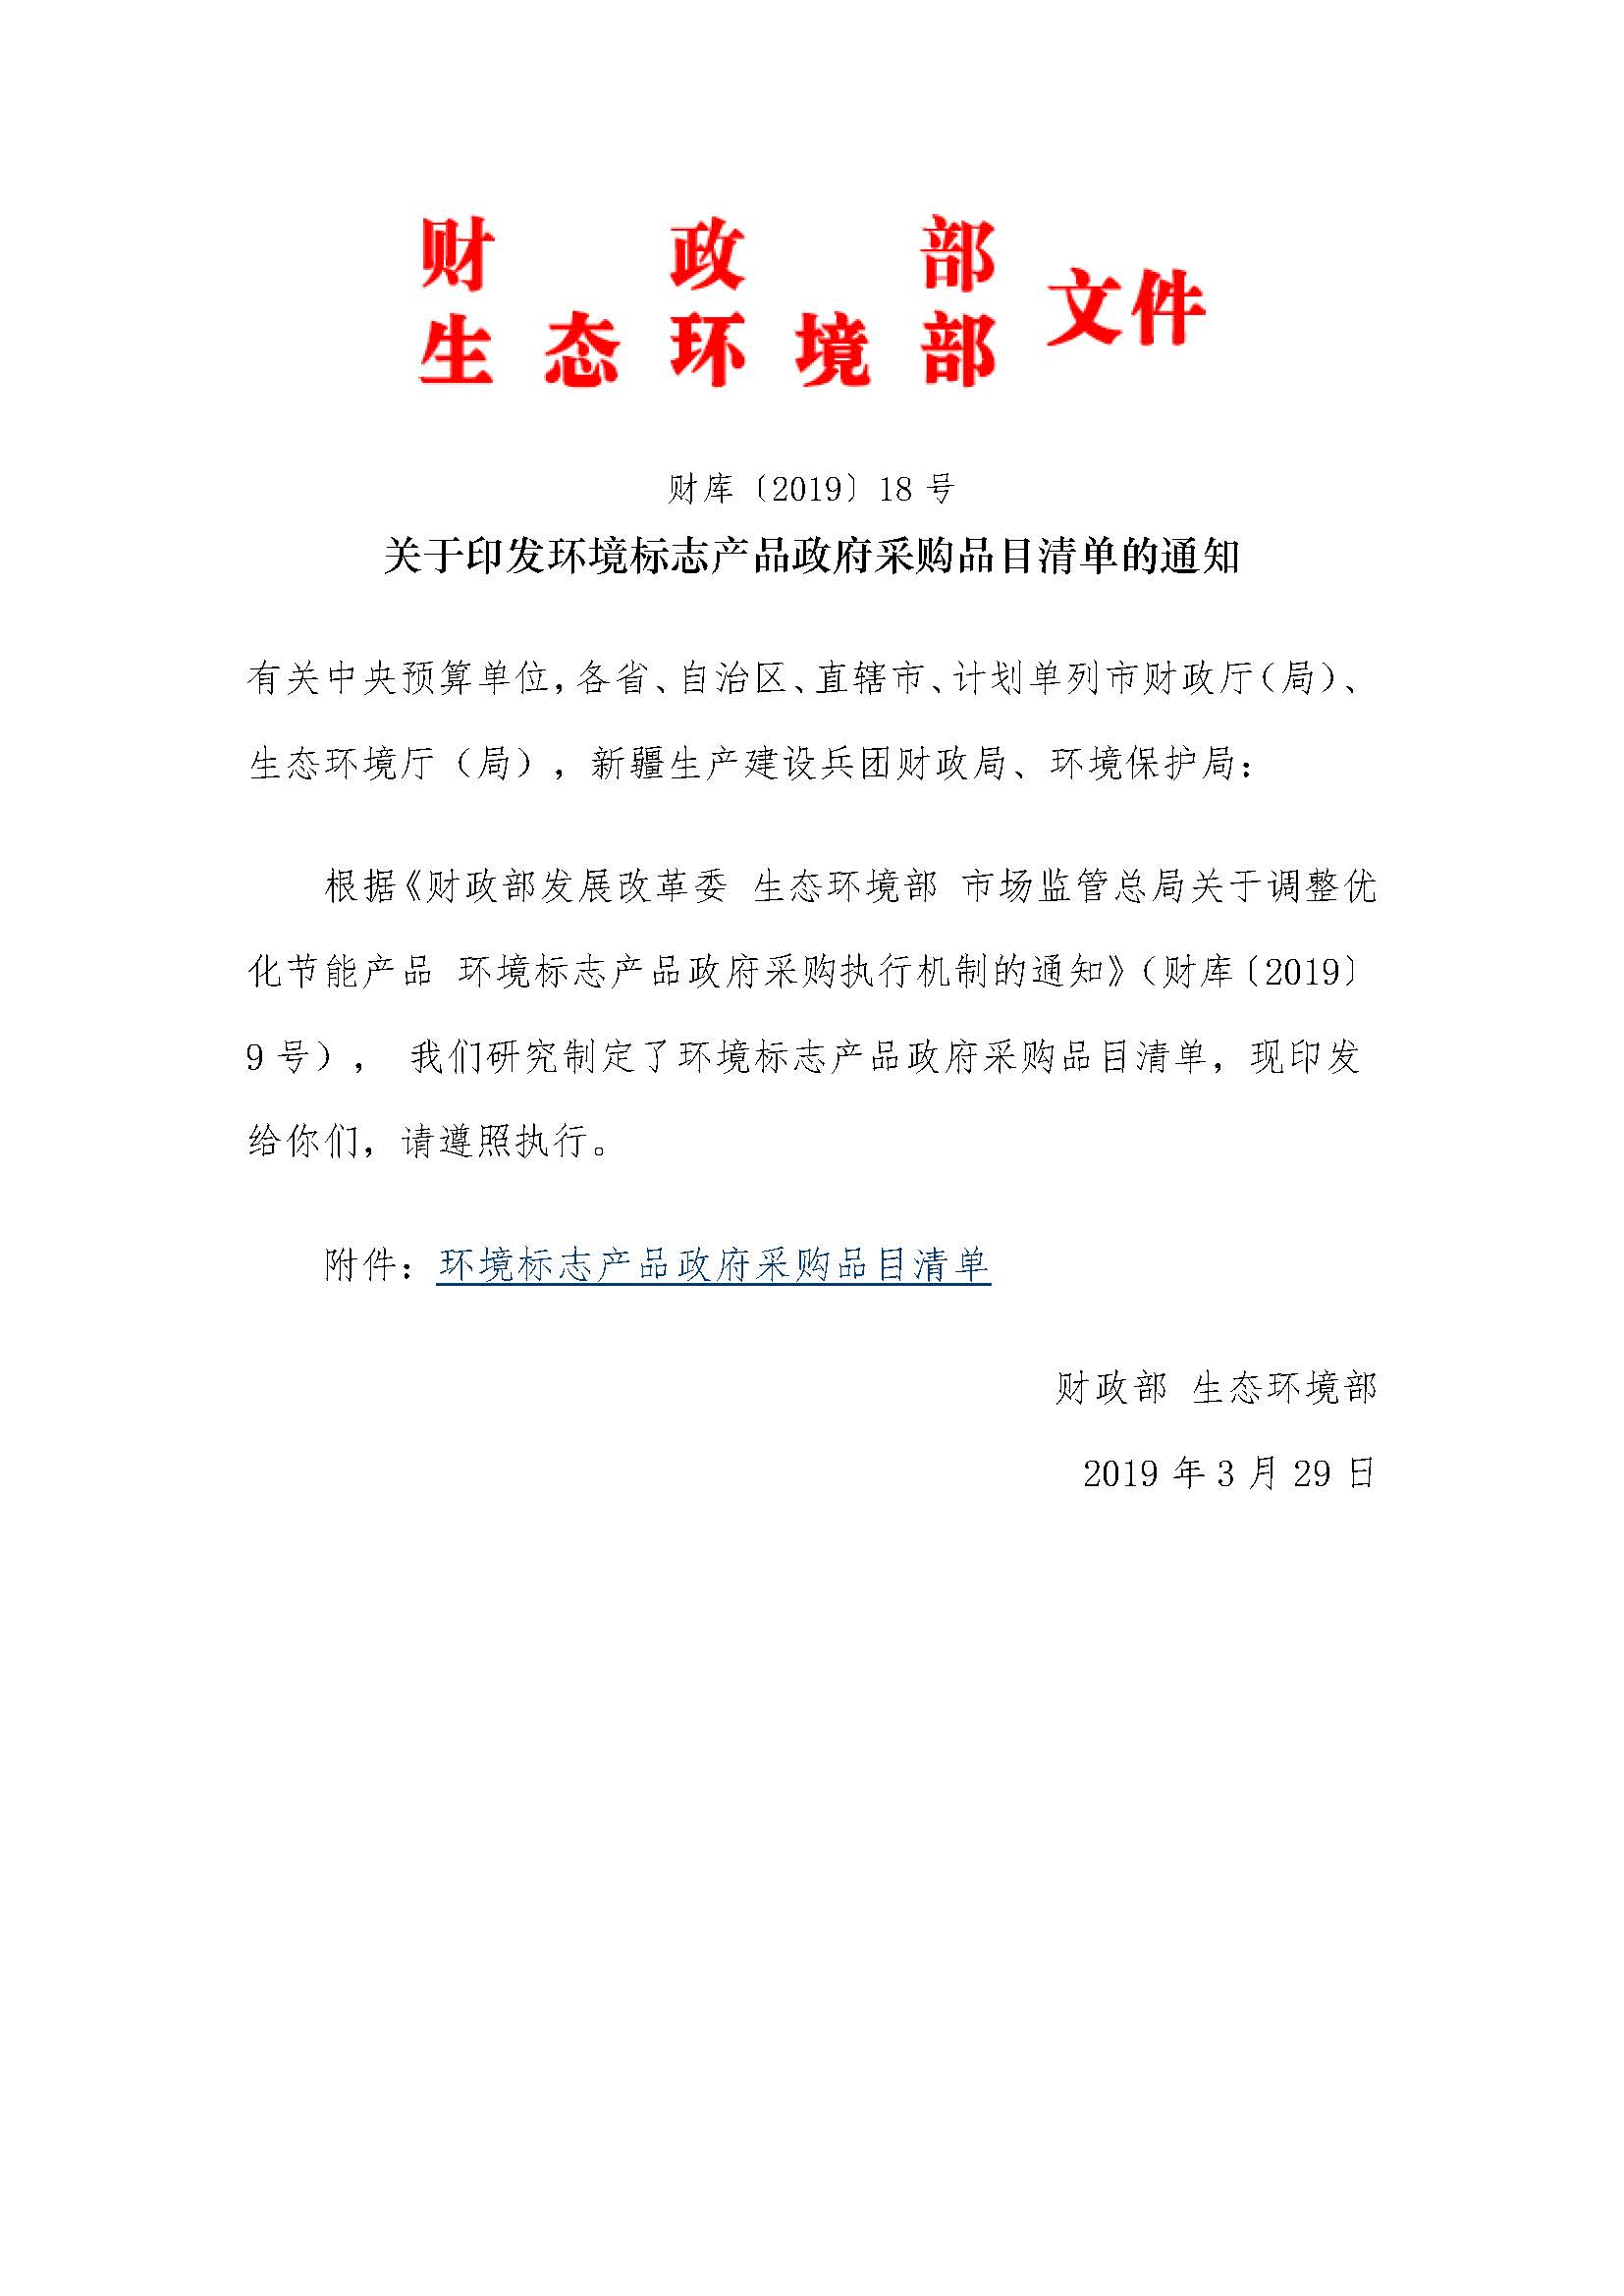 财政部
生态环境部
文件
财库〔2019〕18 号
关于印发环境标志产品政府采购品目清单的通知
有关中央预算单位，各省、自治区、直辖市、计划单列市财政厅（局）、
生态环境厅（局），新疆生产建设兵团财政局、环境保护局：
根据《财政部发展改革委 生态环境部 市场监管总局关于调整优
化节能产品 环境标志产品政府采购执行机制的通知》（财库〔2019〕
9 号）， 我们研究制定了环境标志产品政府采购品目清单，现印发
给你们，请遵照执行。
附件：环境标志产品政府采购品目清单
财政部 生态环境部
2019 年 3 月 29 日